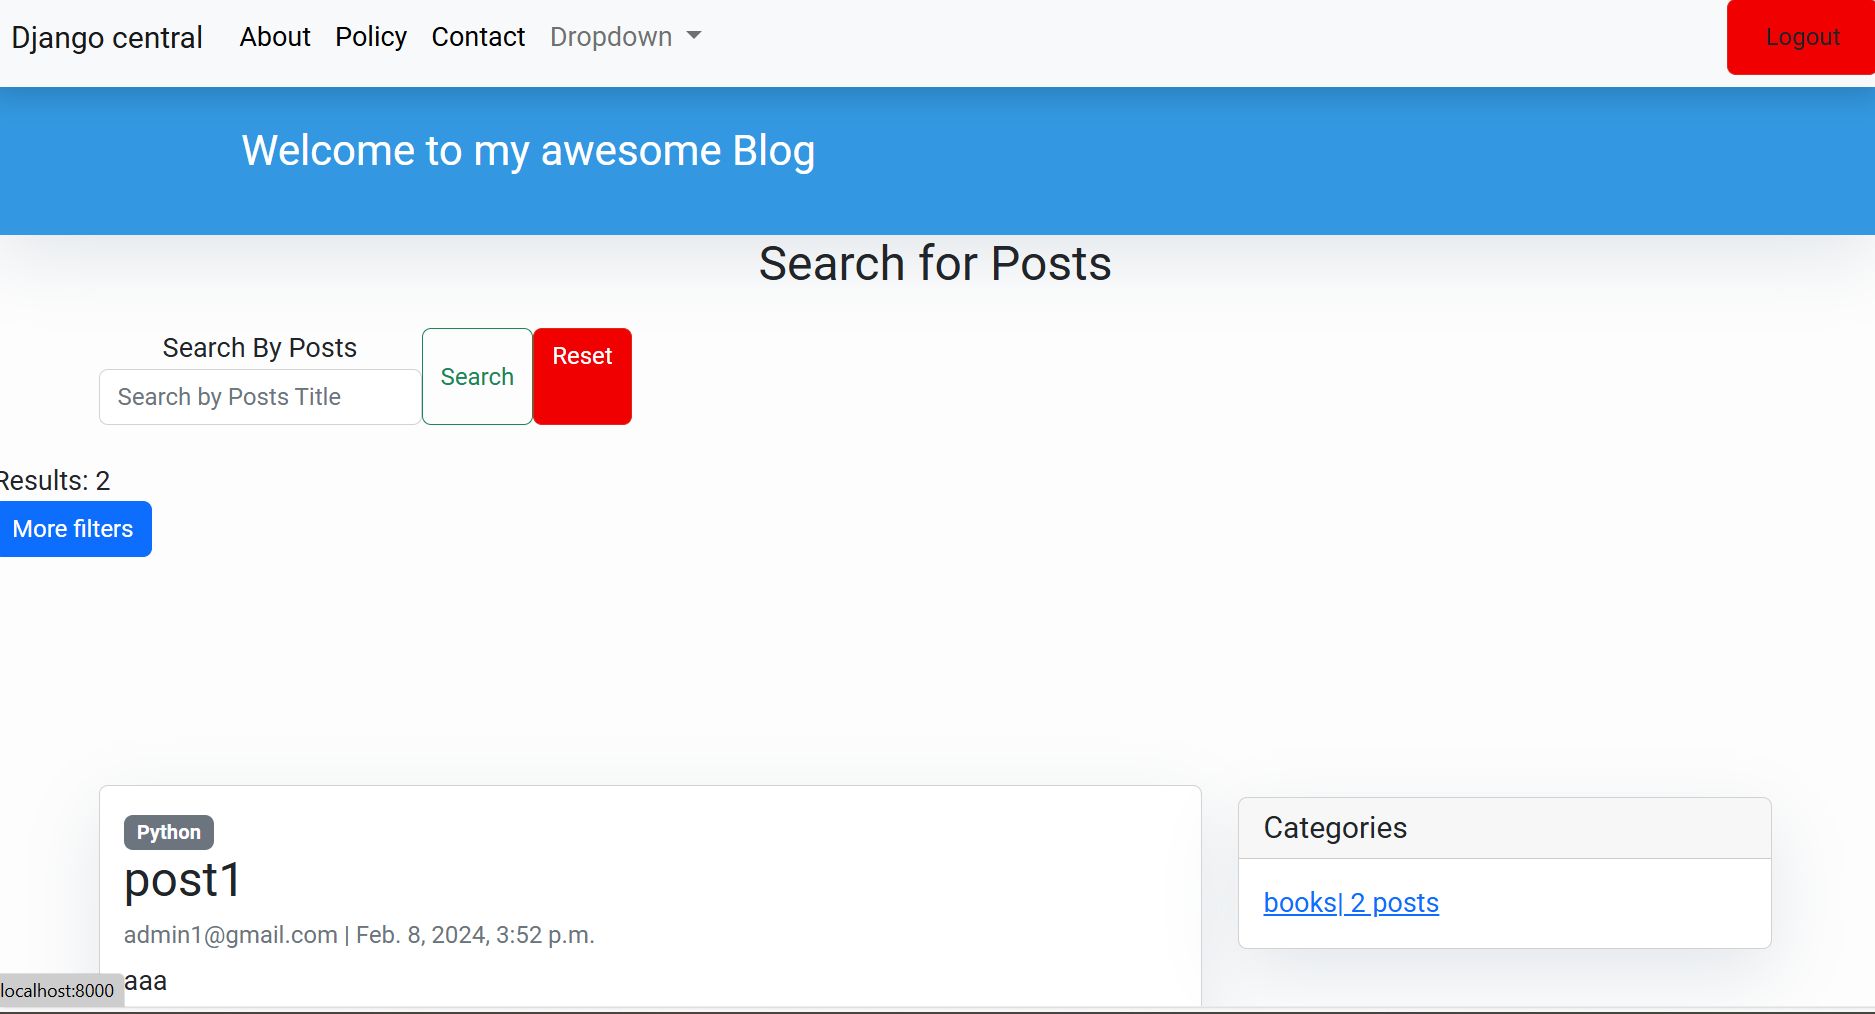 Django central About Policy Contact Dropdown Logout
Welcome to my awesome Blog
Search for Posts
Search By Posts
Search by Posts Title
Search
Reset
Results: 2
More filters
Python
post1
admin1@gmail.com | Feb. 8, 2024, 3:52 p.m.
aaa
Categories
books| 2 posts
localhost:8000